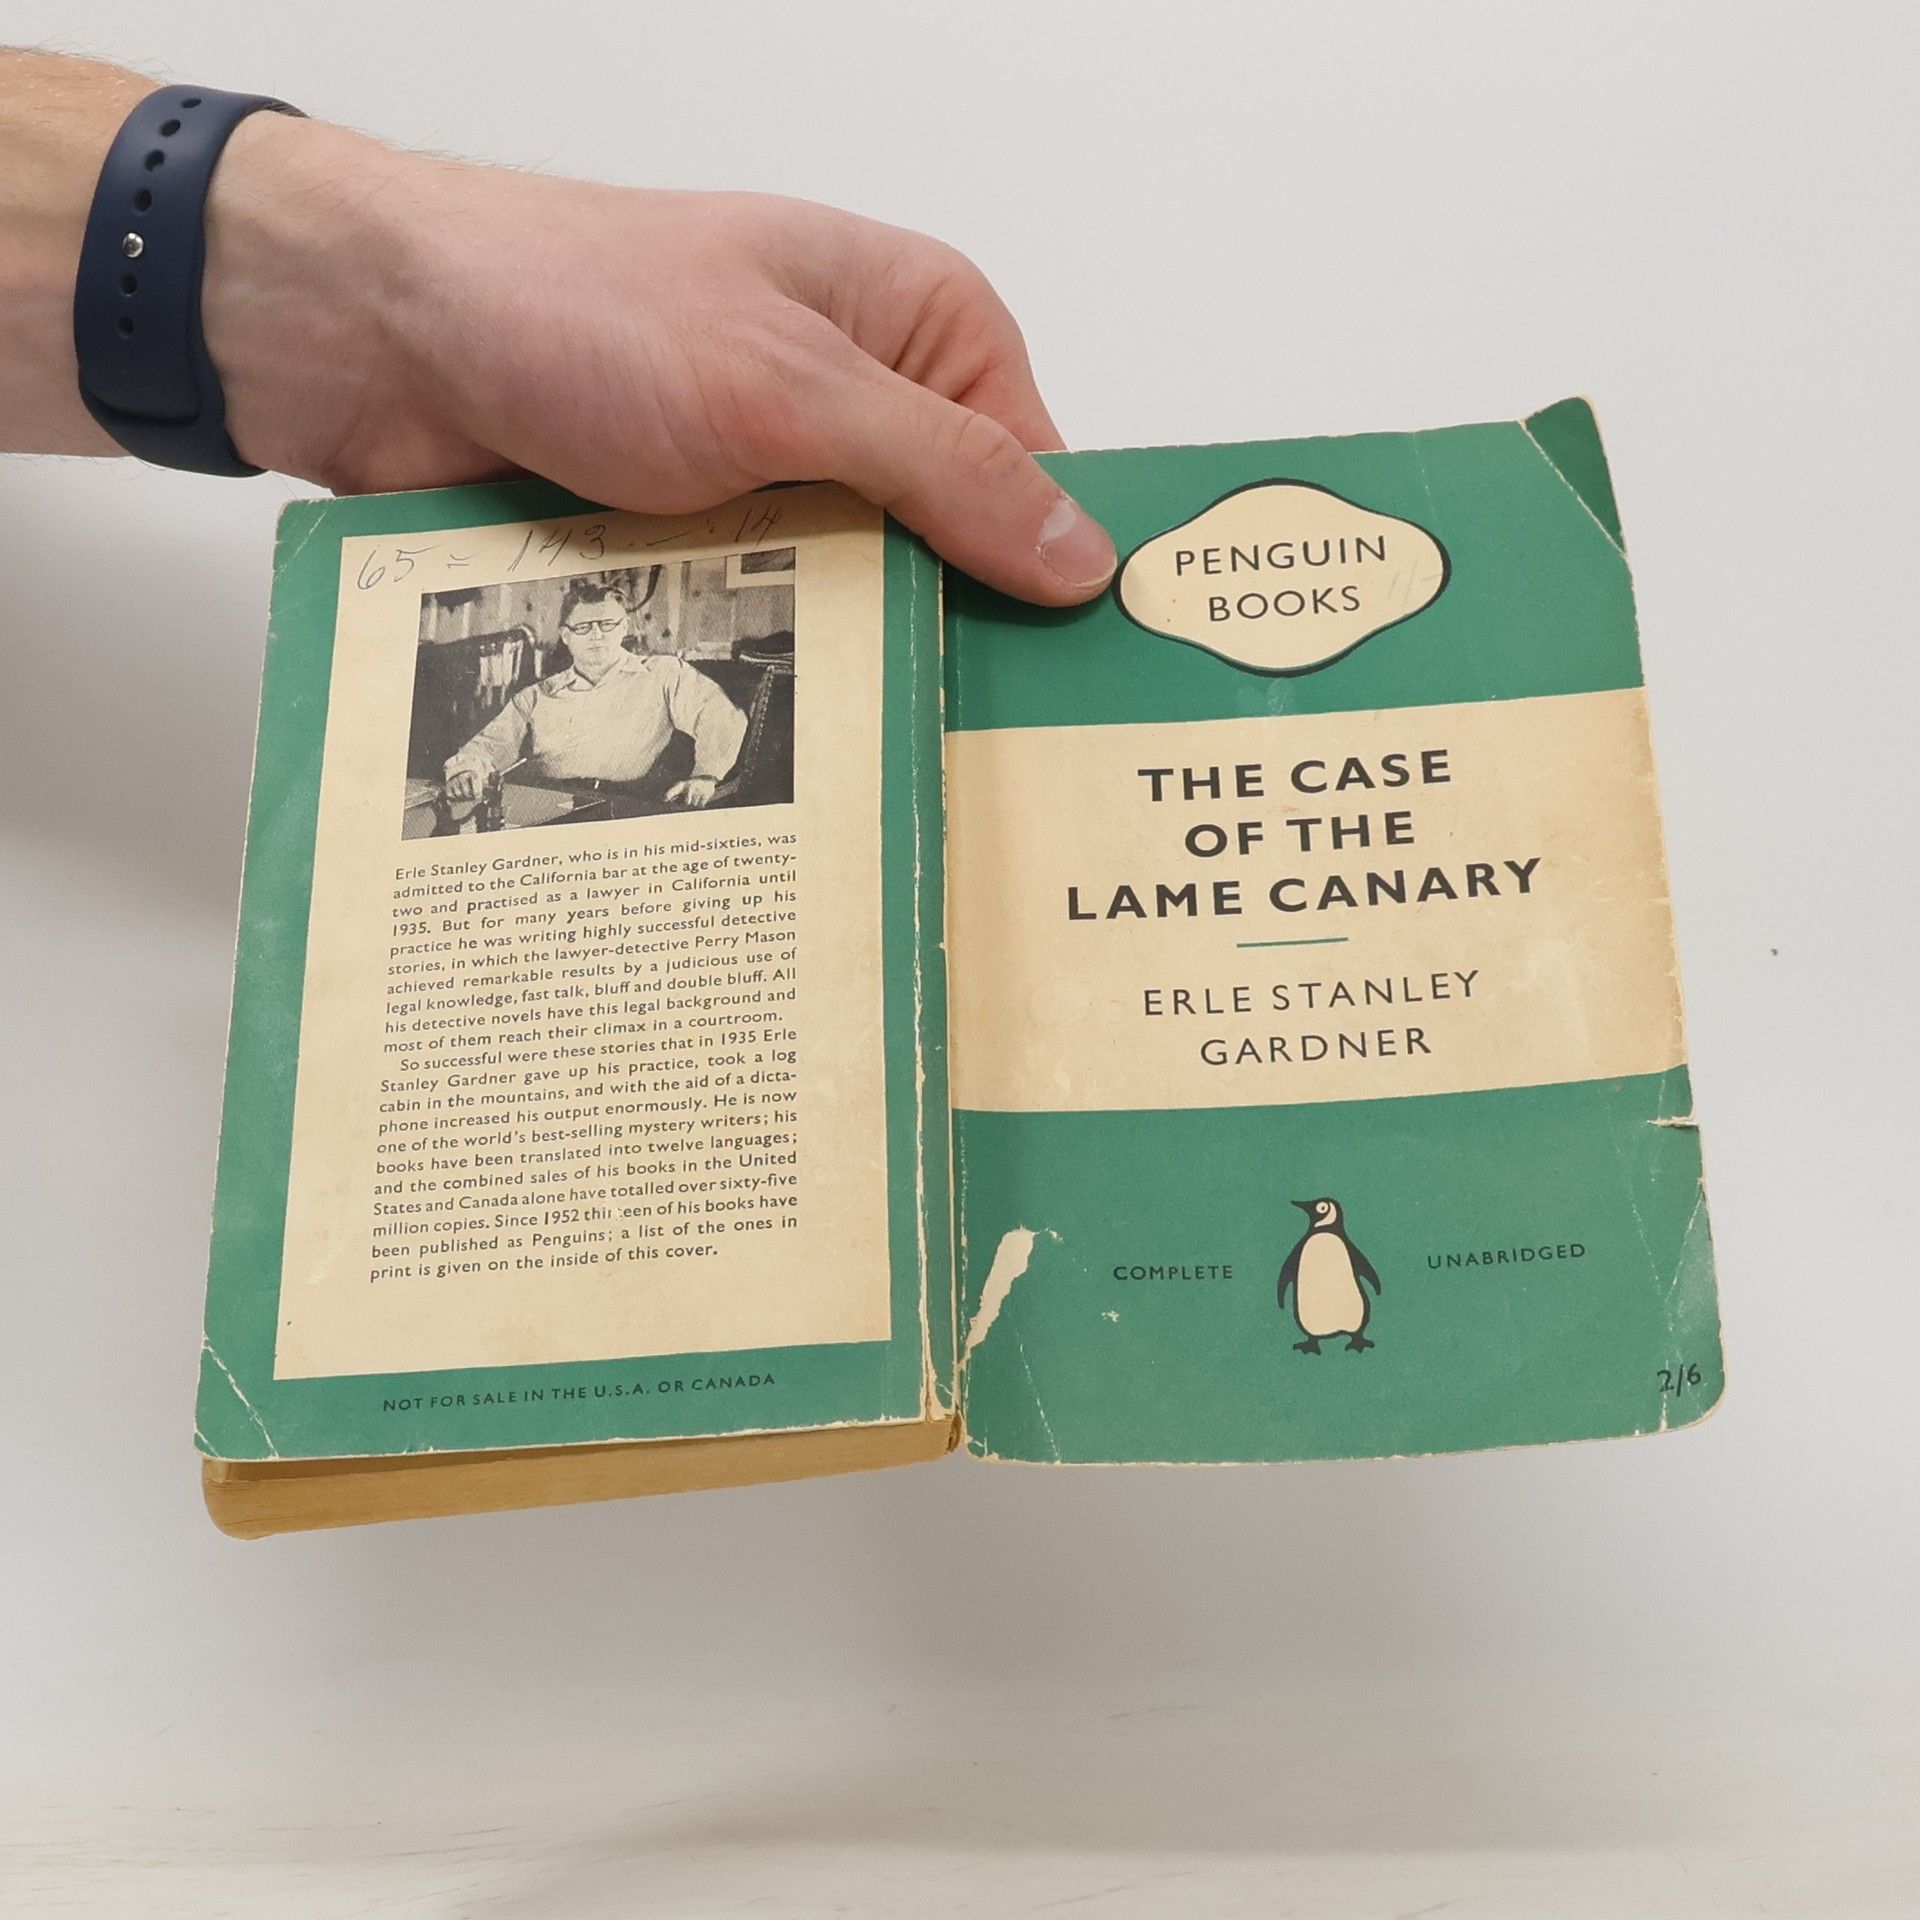 65 = 143. — : 14
Erle Stanley Gardner, who is in his mid-sixties, was
admitted to the California bar at the age of twenty-
two and practised as a lawyer in California until
1935. But for many years before giving up his
practice he was writing highly successful detective
stories, in which the lawyer-detective Perry Mason
achieved remarkable results by a judicious use of
legal knowledge, fast talk, bluff and double bluff. All
his detective novels have this legal background and
most of them reach their climax in a courtroom.
So successful were these stories that in 1935 Erle
Stanley Gardner gave up his practice, took a log
cabin in the mountains, and with the aid of a dicta-
phone increased his output enormously. He is now
one of the world's best-selling mystery writers; his
books have been translated into twelve languages;
and the combined sales of his books in the United
States and Canada alone have totalled over sixty-five
million copies. Since 1952 thirteen of his books have
been published as Penguins; a list of the ones in
print is given on the inside of this cover.
NOT FOR SALE IN THE U.S.A. OR CANADA
PENGUIN
BOOKS
THE CASE
OF THE
LAME CANARY
ERLE STANLEY
GARDNER
COMPLETE UNABRIDGED
2/6